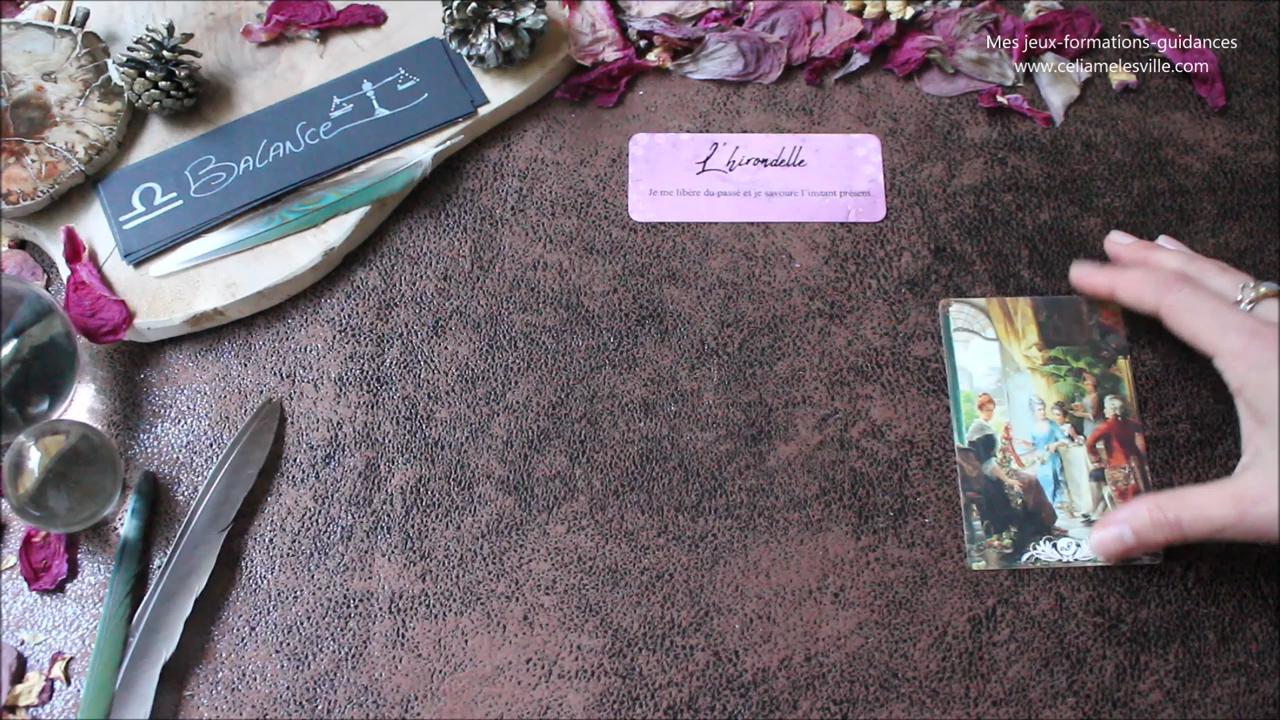 Mes jeux-formations-guidances
www.celiamelesville.com
♎ Balance
L'hirondelle
Je me libère du passé et je savoure l'instant présent